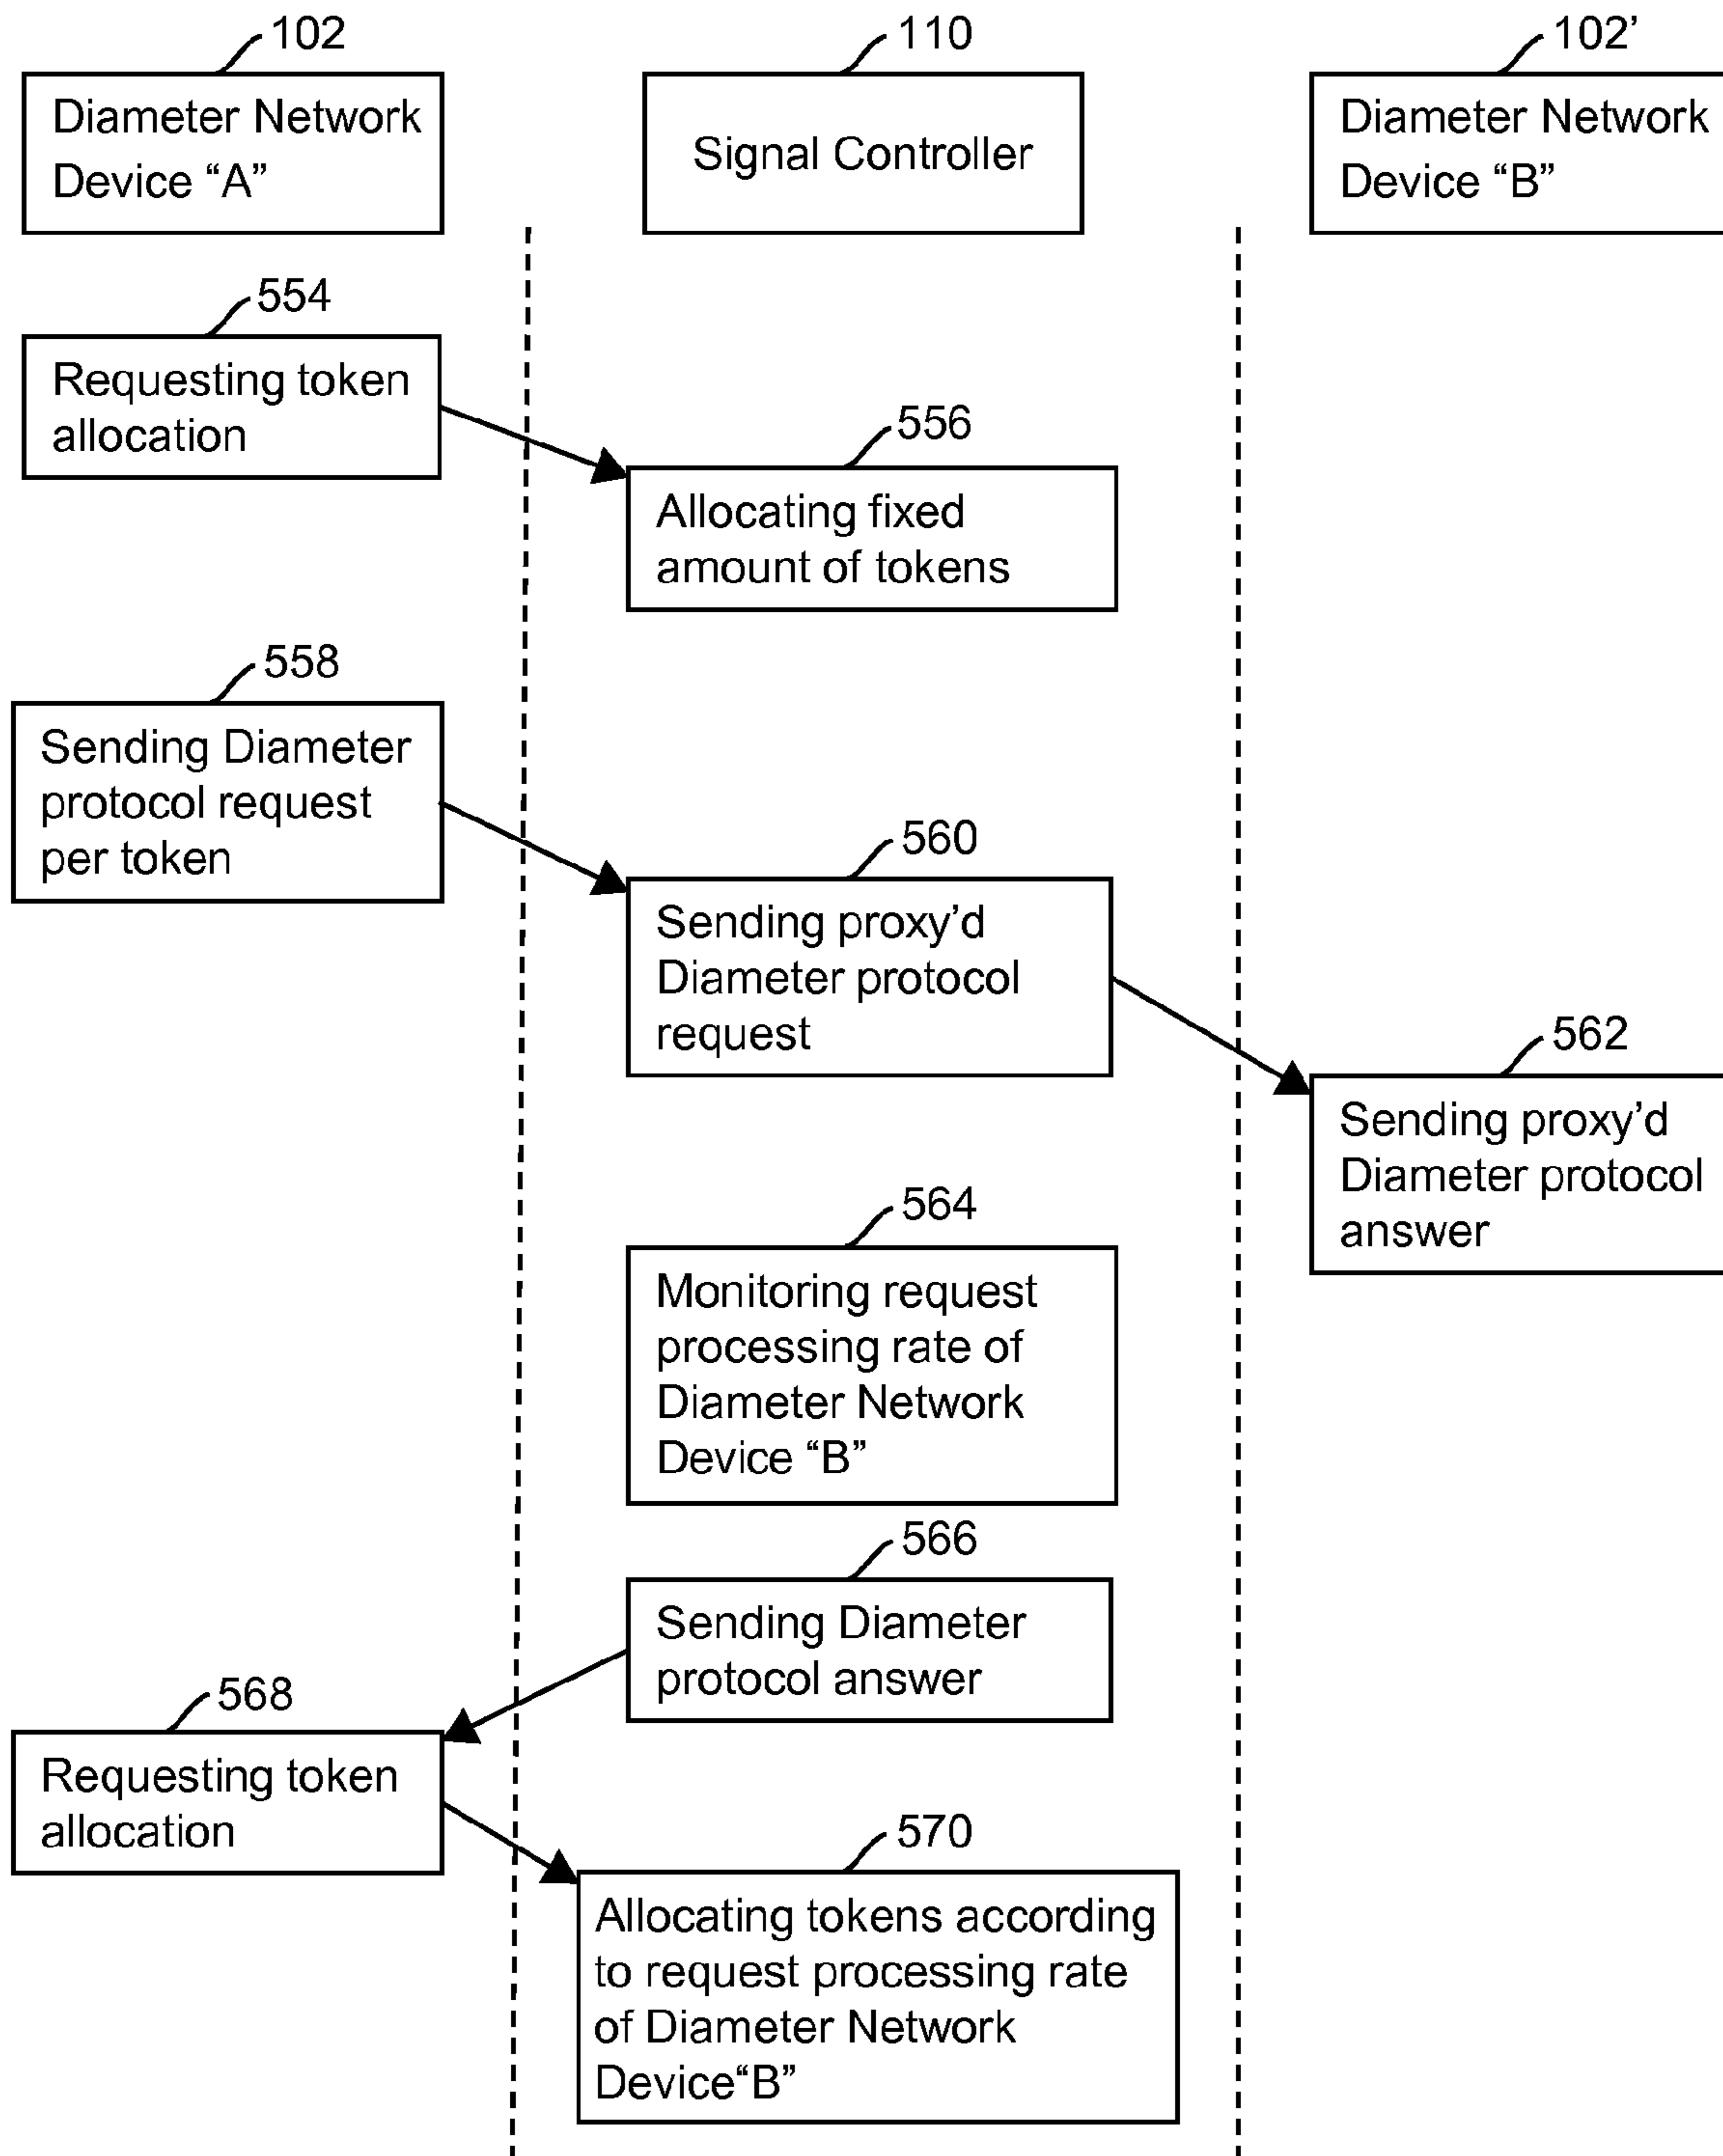 102
110
102’
Diameter Network
Device “A”
Signal Controller
Diameter Network
Device “B”
554
Requesting token
allocation
556
Allocating fixed
amount of tokens
558
Sending Diameter
protocol request
per token
560
Sending proxy’d
Diameter protocol
request
562
Sending proxy’d
Diameter protocol
answer
564
Monitoring request
processing rate of
Diameter Network
Device “B”
566
Sending Diameter
protocol answer
568
Requesting token
allocation
570
Allocating tokens according
to request processing rate
of Diameter Network
Device“B”